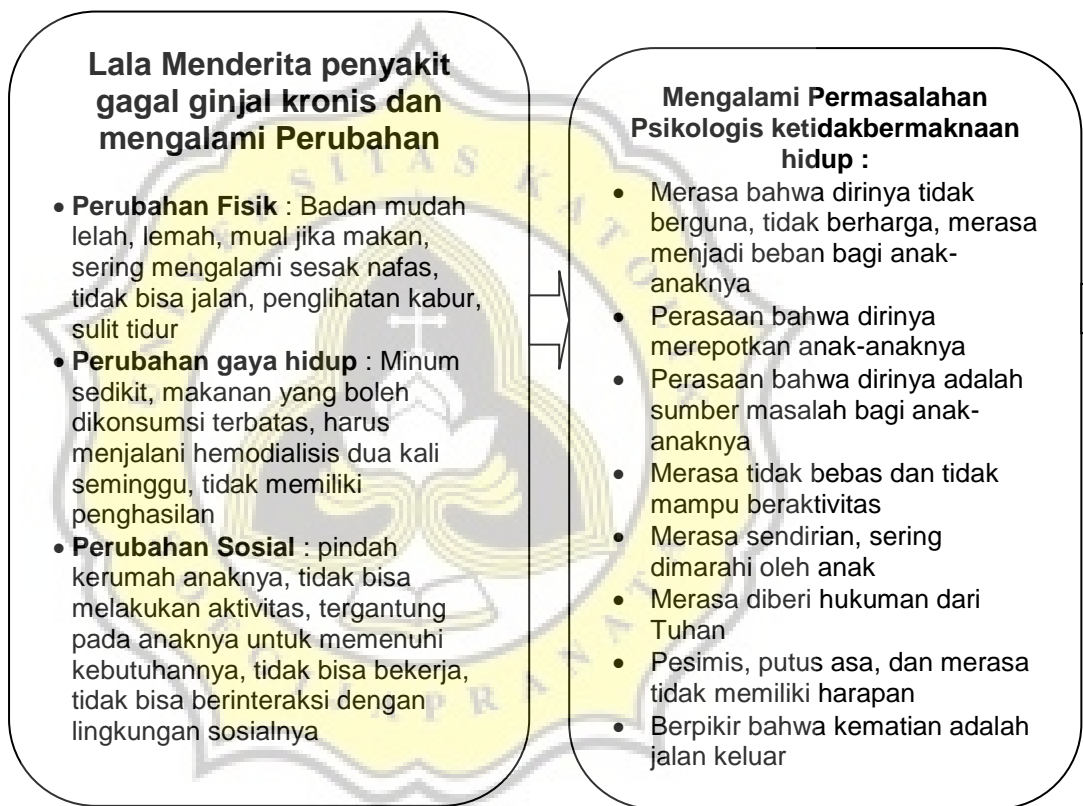 Lala Menderita penyakit
gagal ginjal kronis dan
mengalami Perubahan
• Perubahan Fisik : Badan mudah
lelah, lemah, mual jika makan,
sering mengalami sesak nafas,
tidak bisa jalan, penglihatan kabur,
sulit tidur
• Perubahan gaya hidup : Minum
sedikit, makanan yang boleh
dikonsumsi terbatas, harus
menjalani hemodialisis dua kali
seminggu, tidak memiliki
penghasilan
• Perubahan Sosial : pindah
kerumah anaknya, tidak bisa
melakukan aktivitas, tergantung
pada anaknya untuk memenuhi
kebutuhannya, tidak bisa bekerja,
tidak bisa berinteraksi dengan
lingkungan sosialnya
Mengalami Permasalahan
Psikologis ketidakbermaknaan
hidup :
• Merasa bahwa dirinya tidak
berguna, tidak berharga, merasa
menjadi beban bagi anak-
anaknya
• Perasaan bahwa dirinya
merepotkan anak-anaknya
• Perasaan bahwa dirinya adalah
sumber masalah bagi anak-
anaknya
• Merasa tidak bebas dan tidak
mampu beraktivitas
• Merasa sendirian, sering
dimarahi oleh anak
• Merasa diberi hukuman dari
Tuhan
• Pesimis, putus asa, dan merasa
tidak memiliki harapan
• Berpikir bahwa kematian adalah
jalan keluar